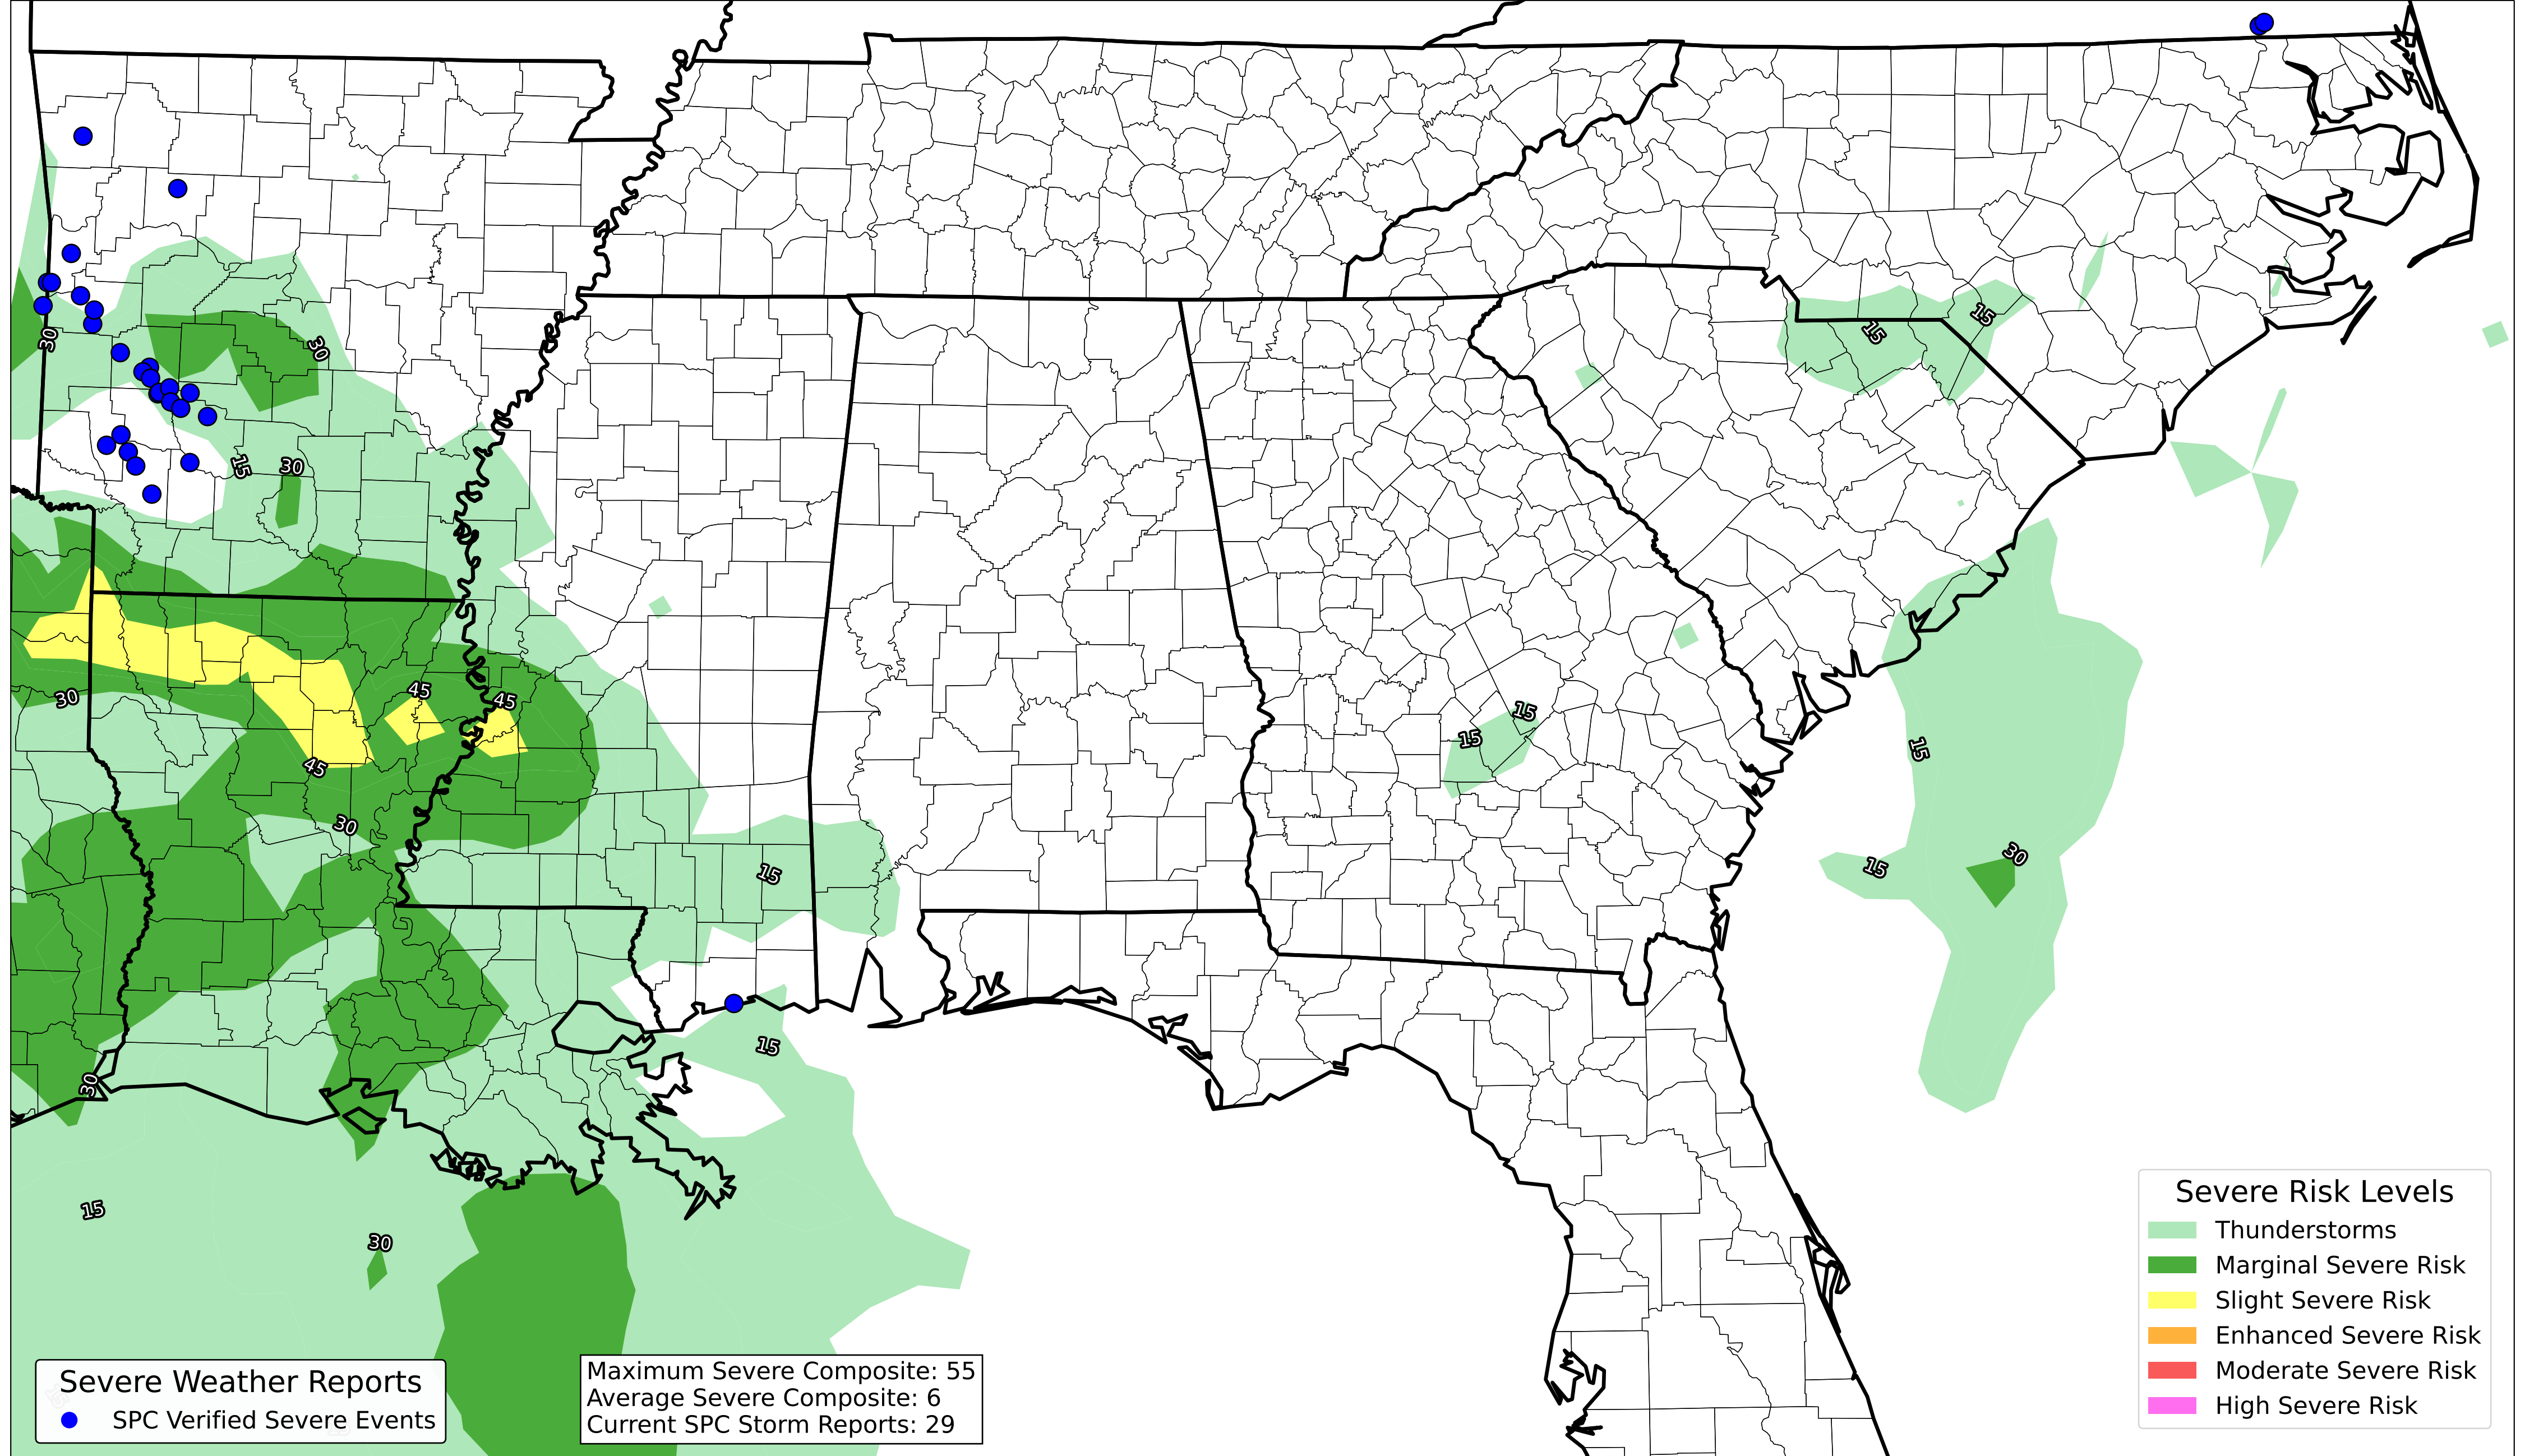 30
30
15
15
15
30
30
45
45
15
45
15
15
30
15
30
15
15
30
15
30
15
Severe Risk Levels
Thunderstorms
Marginal Severe Risk
Slight Severe Risk
Enhanced Severe Risk
Moderate Severe Risk
High Severe Risk
Severe Weather Reports
SPC Verified Severe Events
Maximum Severe Composite: 55
Average Severe Composite: 6
Current SPC Storm Reports: 29